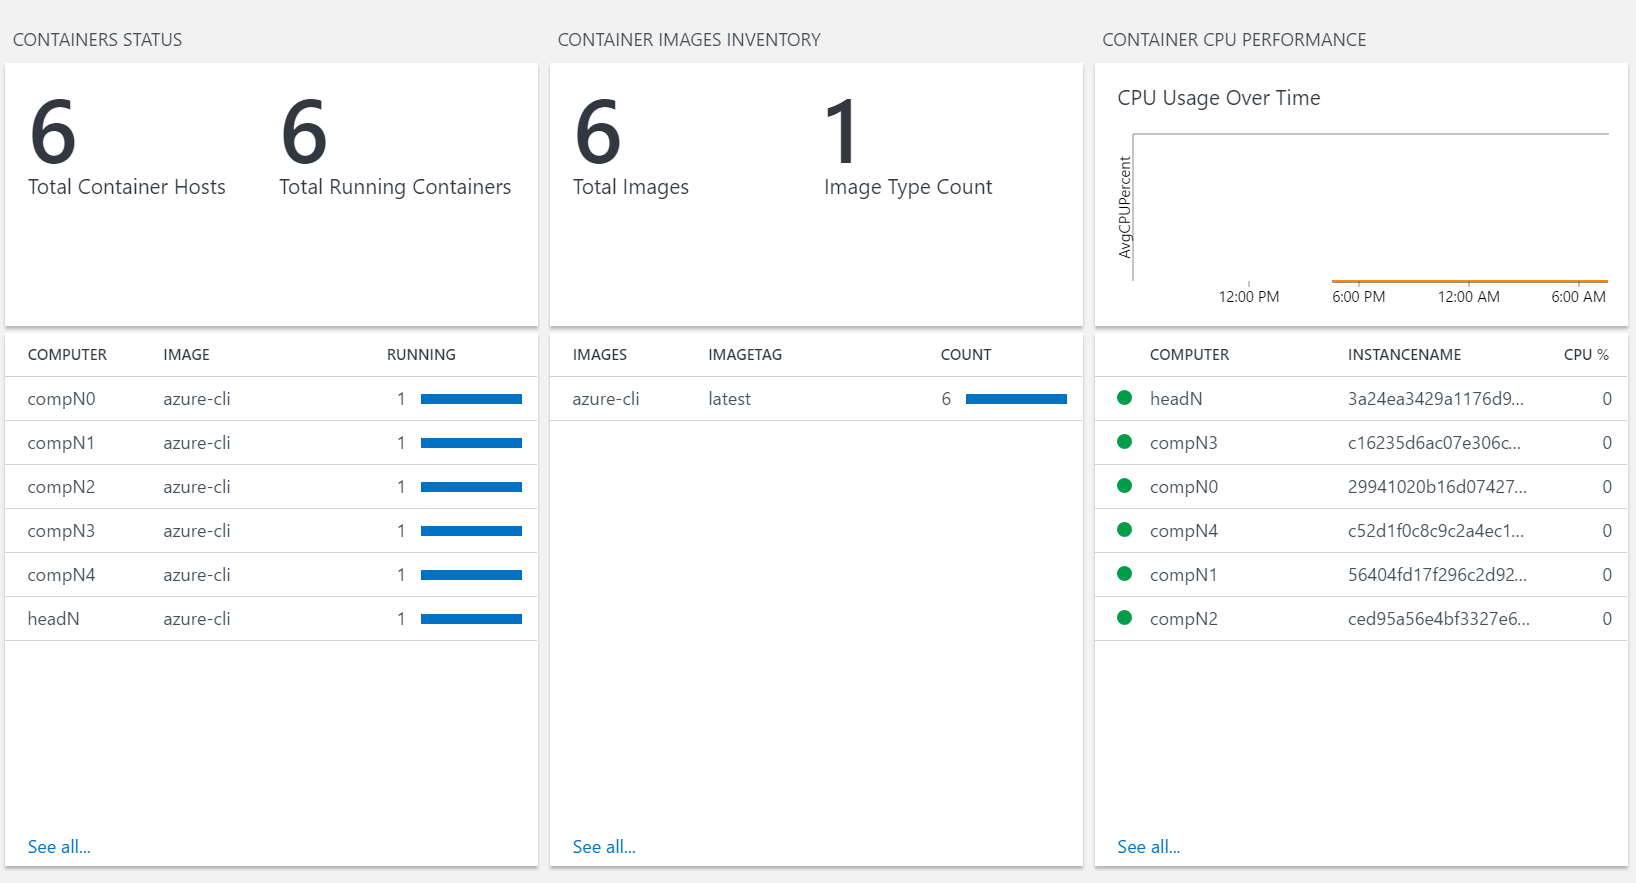 CONTAINERS STATUS
6 6
Total Container Hosts Total Running Containers
COMPUTER IMAGE RUNNING
compN0 azure-cli 1
compN1 azure-cli 1
compN2 azure-cli 1
compN3 azure-cli 1
compN4 azure-cli 1
headN azure-cli 1
See all...
CONTAINER IMAGES INVENTORY
6 1
Total Images Image Type Count
IMAGES IMAGETAG COUNT
azure-cli latest 6
See all...
CONTAINER CPU PERFORMANCE
CPU Usage Over Time
AvgCPUPercent
12:00 PM 6:00 PM 12:00 AM 6:00 AM
COMPUTER INSTANCENAME CPU %
headN 3a24ea3429a1176d9... 0
compN3 c16235d6ac07e306c... 0
compN0 29941020b16d07427... 0
compN4 c52d1f0c8c9c2a4ec1... 0
compN1 56404fd17f296c2d92... 0
compN2 ced95a56e4bf3327e6... 0
See all...